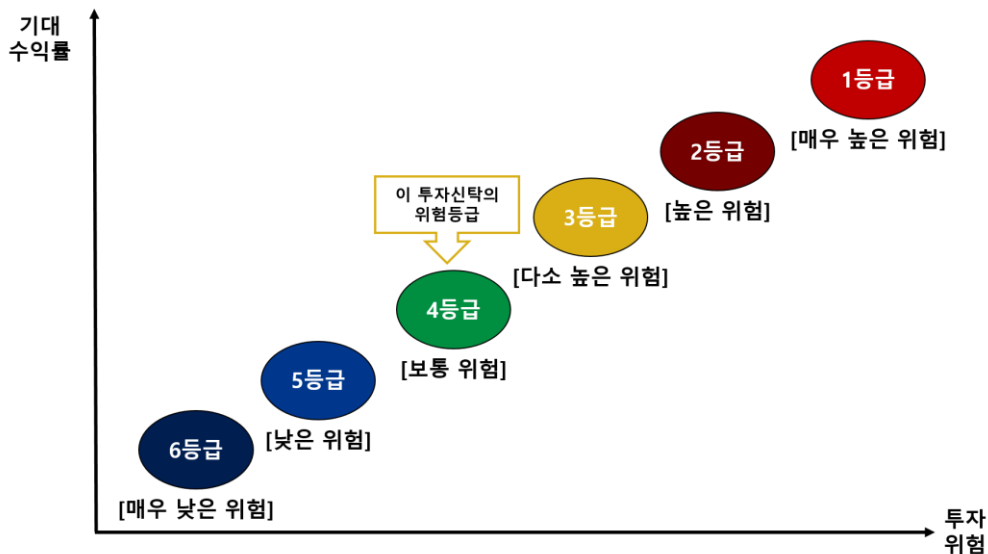 기대
수익률
1등급
[매우 높은 위험]
2등급
[높은 위험]
이 투자신탁의
위험등급
3등급
[다소 높은 위험]
4등급
[보통 위험]
5등급
[낮은 위험]
6등급
[매우 낮은 위험]
투자
위험